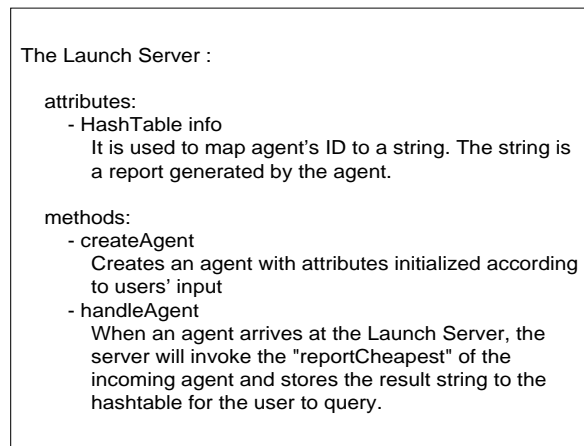 The Launch Server :
attributes:
- HashTable info
It is used to map agent's ID to a string. The string is
a report generated by the agent.
methods:
- createAgent
Creates an agent with attributes initialized according
to users' input
- handleAgent
When an agent arrives at the Launch Server, the
server will invoke the "reportCheapest" of the
incoming agent and stores the result string to the
hashtable for the user to query.